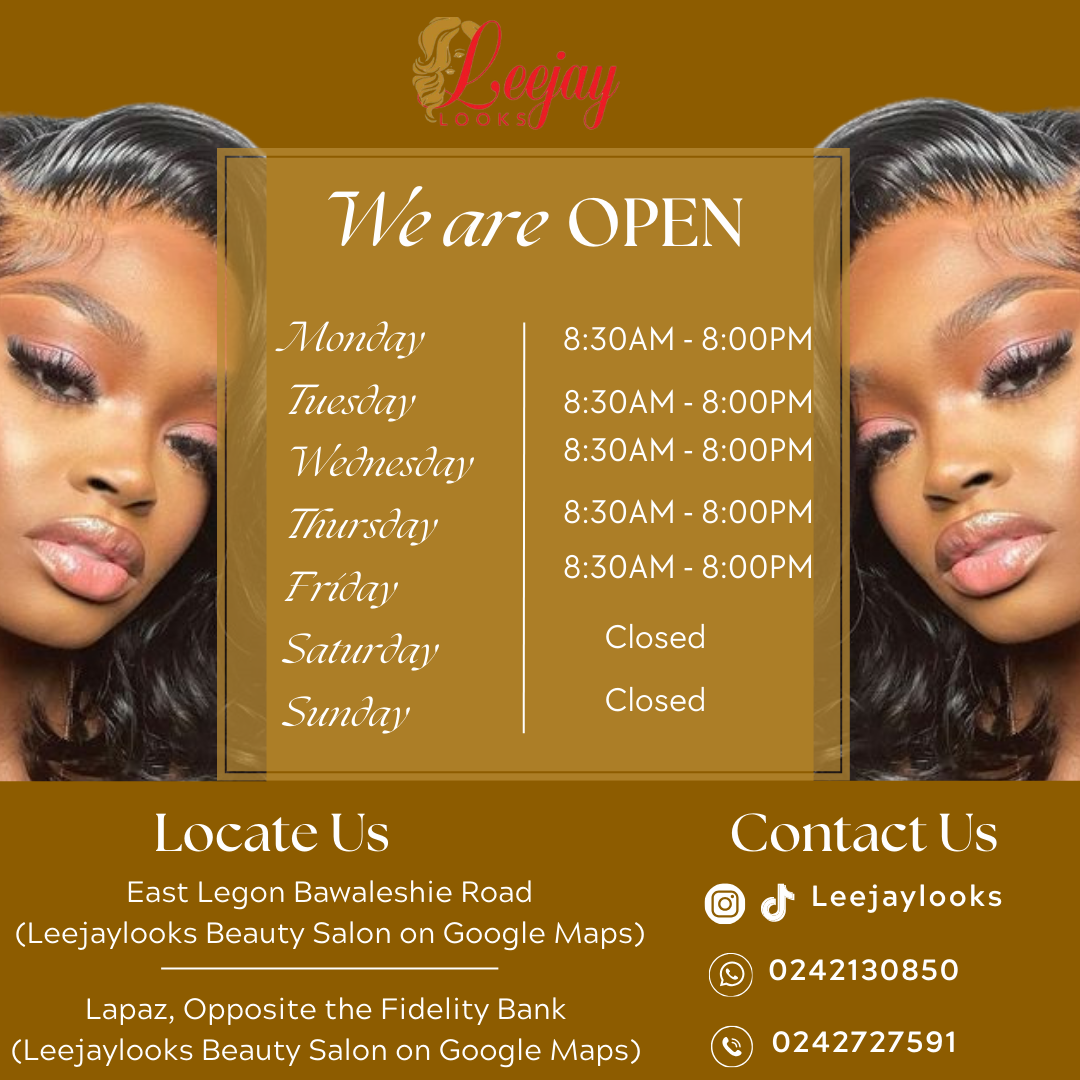 Leejay
LOOKS
We are OPEN
Monday 8:30AM - 8:00PM
Tuesday 8:30AM - 8:00PM
Wednesday 8:30AM - 8:00PM
Thursday 8:30AM - 8:00PM
Friday 8:30AM - 8:00PM
Saturday Closed
Sunday Closed
Locate Us
East Legon Bawaleshie Road
(Leejaylooks Beauty Salon on Google Maps)
Lapaz, Opposite the Fidelity Bank
(Leejaylooks Beauty Salon on Google Maps)
Contact Us
Leejaylooks
0242130850
0242727591